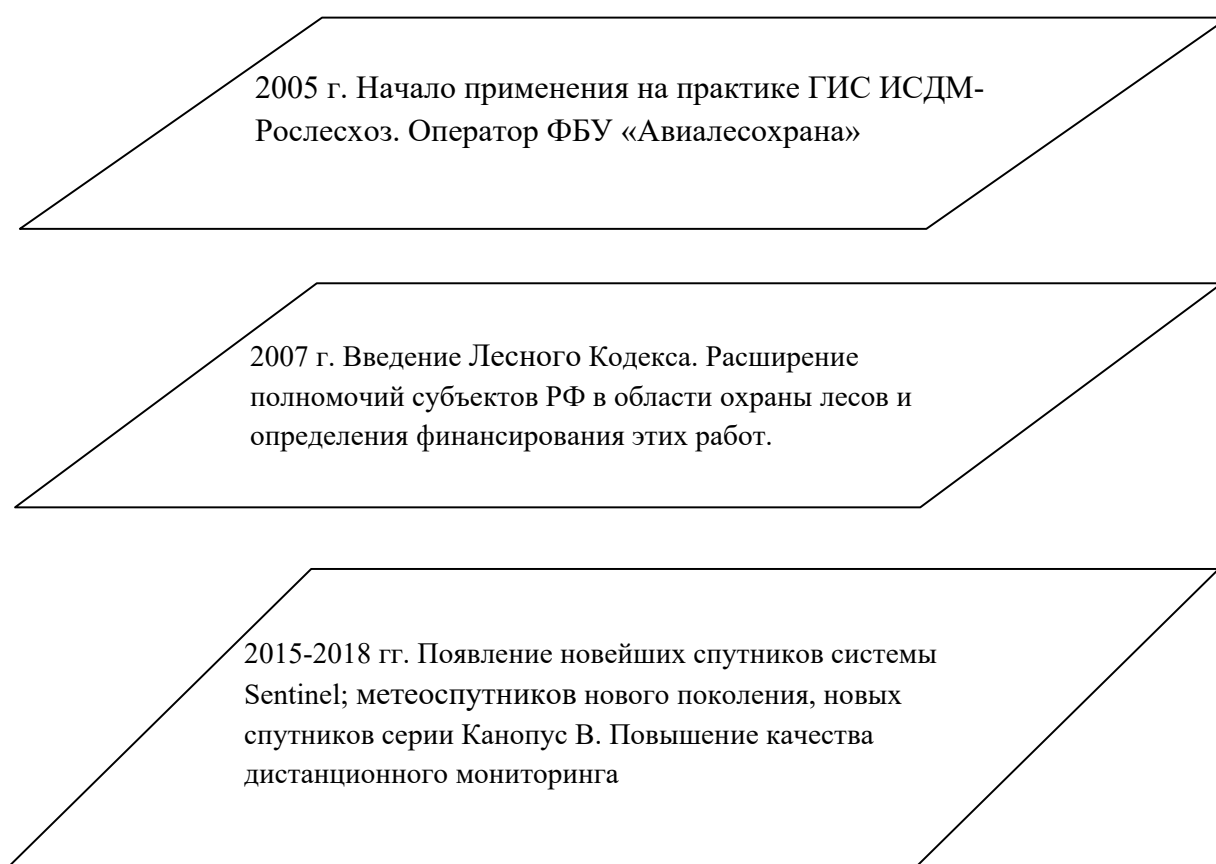 2005 г. Начало применения на практике ГИС ИСДМ-
Рослесхоз. Оператор ФБУ «Авиалесохрана»
2007 г. Введение Лесного Кодекса. Расширение
полномочий субъектов РФ в области охраны лесов и
определения финансирования этих работ.
2015-2018 гг. Появление новейших спутников системы
Sentinel; метеоспутников нового поколения, новых
спутников серии Канопус В. Повышение качества
дистанционного мониторинга